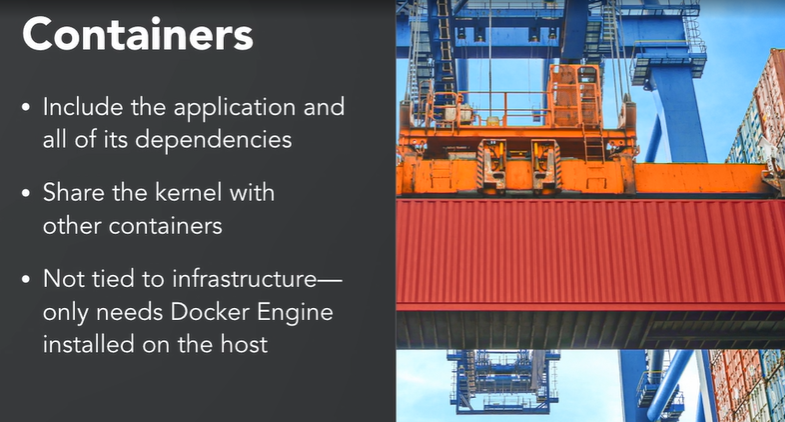 Containers
• Include the application and
all of its dependencies
• Share the kernel with
other containers
• Not tied to infrastructure—
only needs Docker Engine
installed on the host